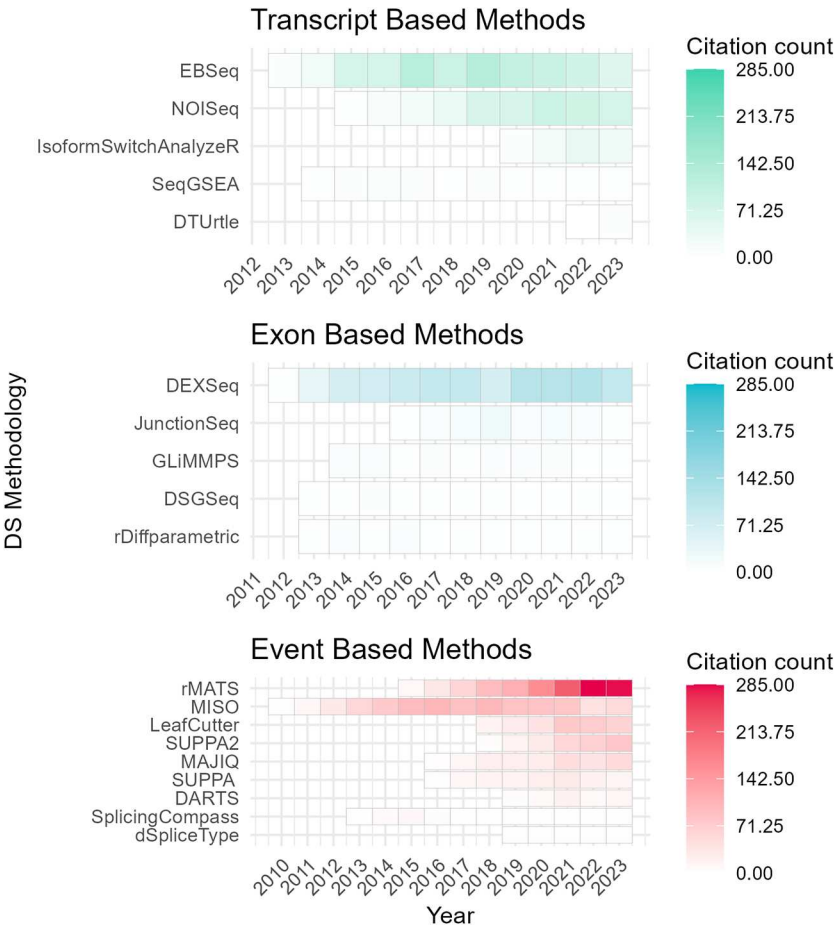 Transcript Based Methods
EBSeq
NOISeq
IsoformSwitchAnalyzeR
SeqGSEA
DTUrtle
2012 2013 2014 2015 2016 2017 2018 2019 2020 2021 2022 2023
Citation count
285.00
213.75
142.50
71.25
0.00
Exon Based Methods
DS Methodology
DEXSeq
JunctionSeq
GLiMMPS
DSGSeq
rDiffparametric
2011 2012 2013 2014 2015 2016 2017 2018 2019 2020 2021 2022 2023
Citation count
285.00
213.75
142.50
71.25
0.00
Event Based Methods
rMATS
MISO
LeafCutter
SUPPA2
MAJIQ
SUPPA
DARTS
SplicingCompass
dSpliceType
2010 2011 2012 2013 2014 2015 2016 2017 2018 2019 2020 2021 2022 2023
Year
Citation count
285.00
213.75
142.50
71.25
0.00